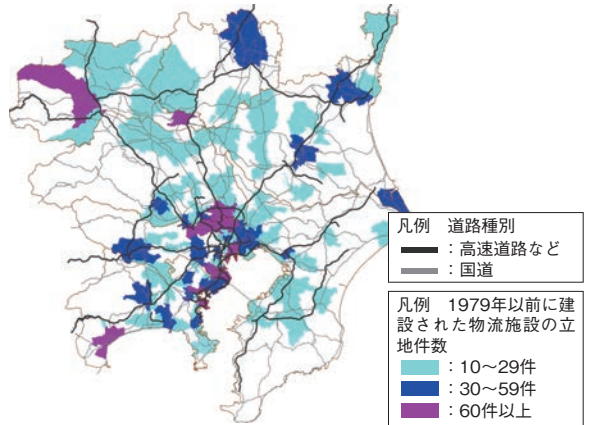 凡例　道路種別
：高速道路など
：国道
凡例　1979年以前に建
設された物流施設の立
地件数
：10〜29件
：30〜59件
：60件以上